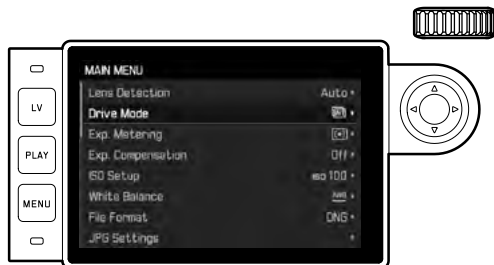 MAIN MENU
Lens Detection Auto
Drive Mode
Exp. Metering
Exp. Compensation Off
ISO Setup ISO 100
White Balance AWB
File Format DNG
JPG Settings
LV
PLAY
MENU